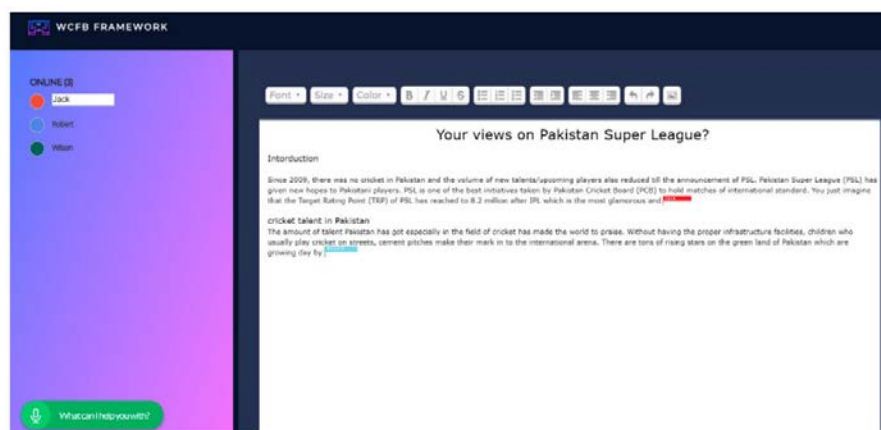 WCFB FRAMEWORK
ONLINE (3)
Jack
Robert
Wilson
Font
Size
Color
B I U S
Your views on Pakistan Super League?
Intorduction
Since 2009, there was no cricket in Pakistan and the volume of new talents/upcoming players also reduced till the announcement of PSL. Pakistan Super League (PSL) has
given new hopes to Pakistani players. PSL is one of the best initiatives taken by Pakistan Cricket Board (PCB) to hold matches of international standard. You just imagine
that the Target Rating Point (TRP) of PSL has reached to 8.2 million after IPL which is the most glamorous and
cricket talent in Pakistan
The amount of talent Pakistan has got especially in the field of cricket has made the world to praise. Without having the proper infrastructure facilities, children who
usually play cricket on streets, cement pitches make their mark in to the international arena. There are tons of rising stars on the green land of Pakistan which are
growing day by
What can I help you with?